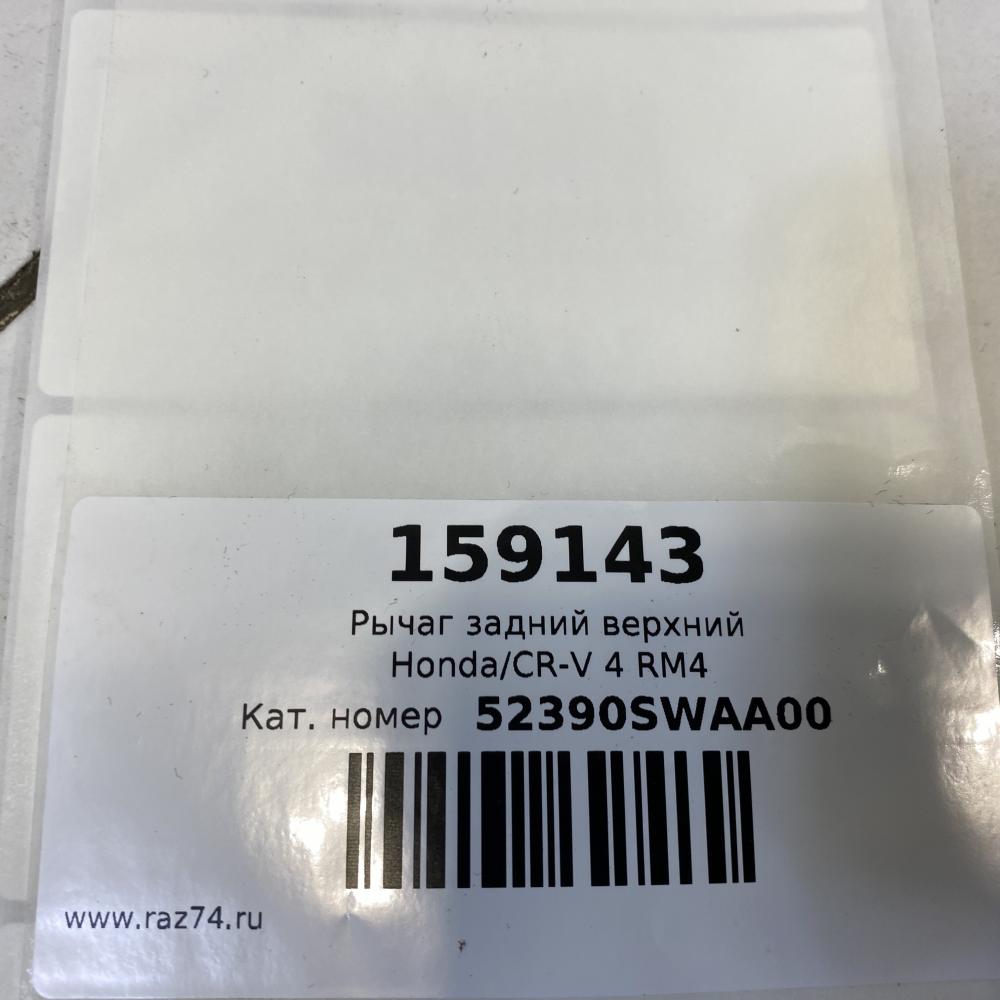 159143
Рычаг задний верхний
Honda/CR-V 4 RM4
Кат. номер 52390SWAA00
www.raz74.ru